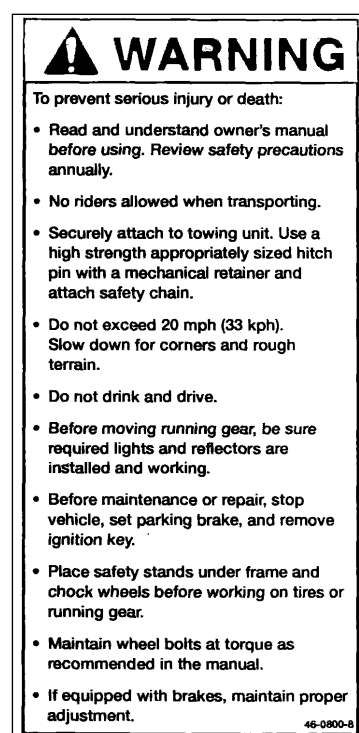 WARNING
To prevent serious injury or death:
• Read and understand owner's manual
before using. Review safety precautions
annually.
• No riders allowed when transporting.
• Securely attach to towing unit. Use a
high strength appropriately sized hitch
pin with a mechanical retainer and
attach safety chain.
• Do not exceed 20 mph (33 kph).
Slow down for corners and rough
terrain.
• Do not drink and drive.
• Before moving running gear, be sure
required lights and reflectors are
installed and working.
• Before maintenance or repair, stop
vehicle, set parking brake, and remove
ignition key.
• Place safety stands under frame and
chock wheels before working on tires or
running gear.
• Maintain wheel bolts at torque as
recommended in the manual.
• If equipped with brakes, maintain proper
adjustment.
46-0800-8